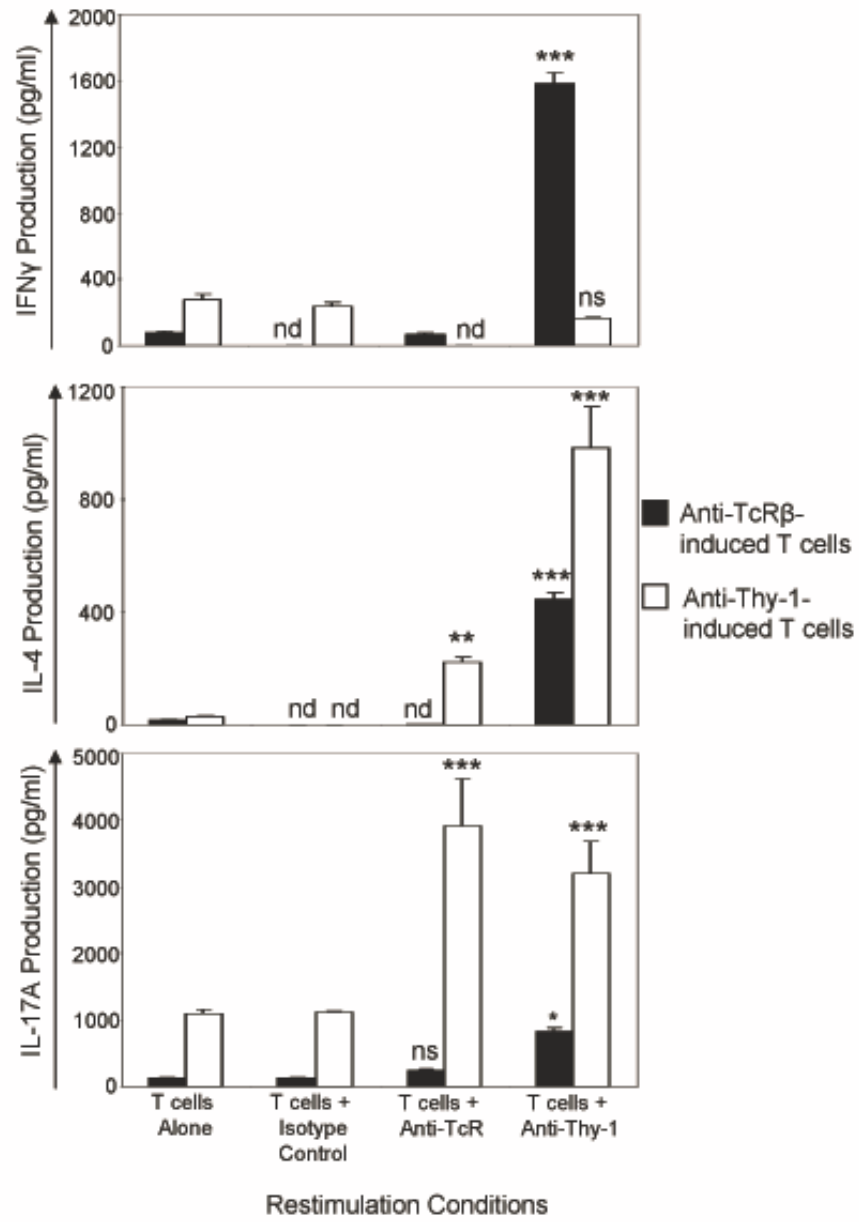 IFNγ Production (pg/ml)
2000
1600
1200
800
400
0
nd
nd
***
ns
IL-4 Production (pg/ml)
1200
800
400
0
nd
nd
nd
**
***
***
Anti-TcRβ-
induced T cells
Anti-Thy-1-
induced T cells
IL-17A Production (pg/ml)
5000
4000
3000
2000
1000
0
ns
***
*
***
T cells
Alone
T cells +
Isotype
Control
T cells +
Anti-TcR
T cells +
Anti-Thy-1
Restimulation Conditions